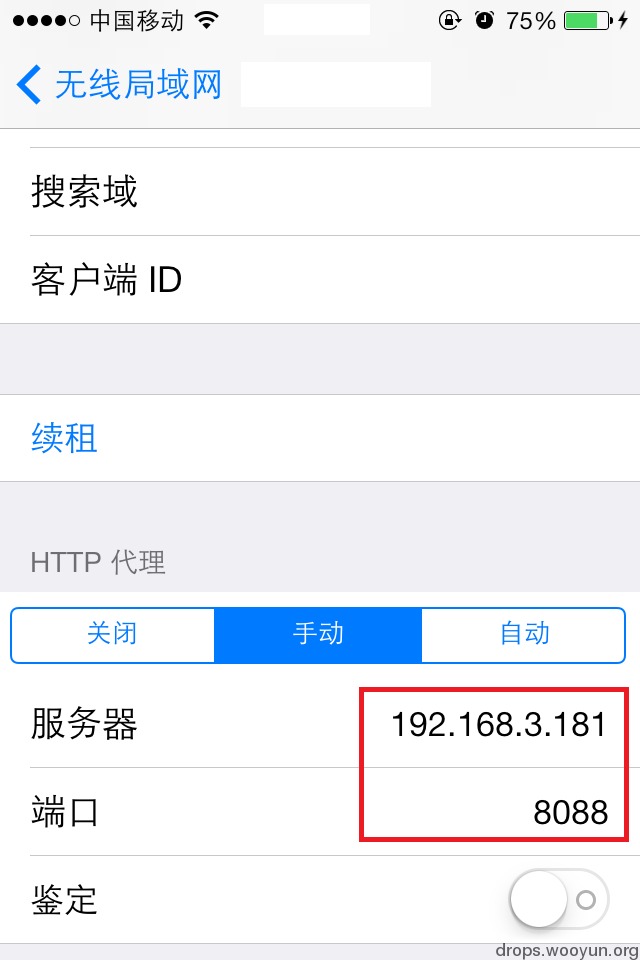 中国移动 75%
无线局域网
搜索域
客户端 ID
续租
HTTP 代理
关闭 手动 自动
服务器 192.168.3.181
端口 8088
鉴定
drops.wooyun.org